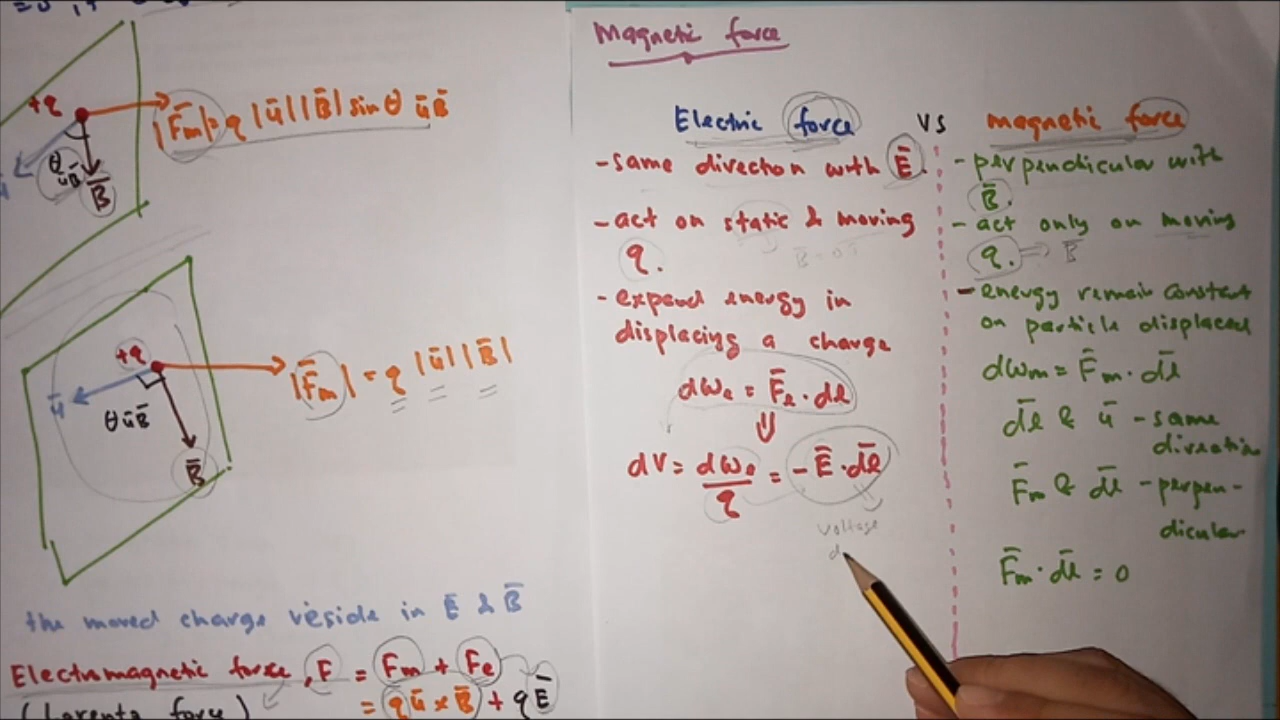 +q
|F̄m| = q |ū| |B̄| sin θ ūB̄
θ
ūB̄
B̄
+q
|F̄m| = q |ū| |B̄|
ū
θ ūB̄
B̄
the moved charge reside in Ē & B̄
Electromagnetic force, F = Fm + Fe
(Lorentz force) = qū × B̄ + qĒ
Magnetic force
Electric force VS magnetic force
- same direction with Ē.
- act on static & moving
q.
- expend energy in
displacing a charge
dWe = F̄e · dl
⇓
dV = dWe / q = - Ē · dl̄
voltage
d
- perpendicular with
B̄.
- act only on moving
q. ⇒ B̄
- energy remain constant
on particle displaced
dWm = F̄m · dl̄
dl̄ & ū - same
direction
F̄m & dl̄ - perpen-
dicular
F̄m · dl̄ = 0